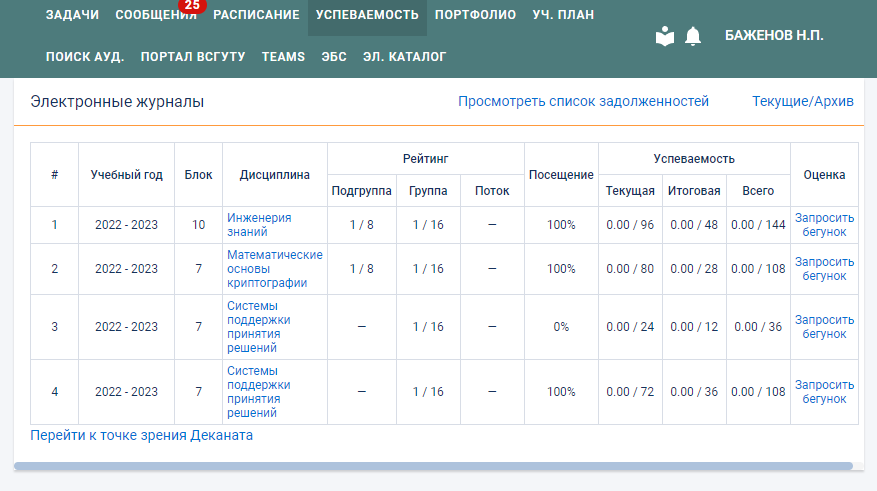 25
ЗАДАЧИ СООБЩЕНИЯ РАСПИСАНИЕ УСПЕВАЕМОСТЬ ПОРТФОЛИО УЧ. ПЛАН
БАЖЕНОВ Н.П.
ПОИСКИ АУД. ПОРТАЛ ВСГУТУ TEAMS ЭБС ЭЛ. КАТАЛОГ
Электронные журналы Просмотреть список задолженностей Текущие/Архив
# Учебный год Блок Дисциплина Рейтинг Посещение Успеваемость Оценка
Подгруппа Группа Поток Текущая Итоговая Всего
1 2022 - 2023 10 Инженерия 1 / 8 1 / 16 — 100% 0.00 / 96 0.00 / 48 0.00 / 144 Запросить
знаний бегунок
2 2022 - 2023 7 Математические 1 / 8 1 / 16 — 100% 0.00 / 80 0.00 / 28 0.00 / 108 Запросить
основы бегунок
криптографии
3 2022 - 2023 7 Системы — 1 / 16 — 0% 0.00 / 24 0.00 / 12 0.00 / 36 Запросить
поддержки бегунок
принятия
решений
4 2022 - 2023 7 Системы — 1 / 16 — 100% 0.00 / 72 0.00 / 36 0.00 / 108 Запросить
поддержки бегунок
принятия
решений
Перейти к точке зрения Деканата